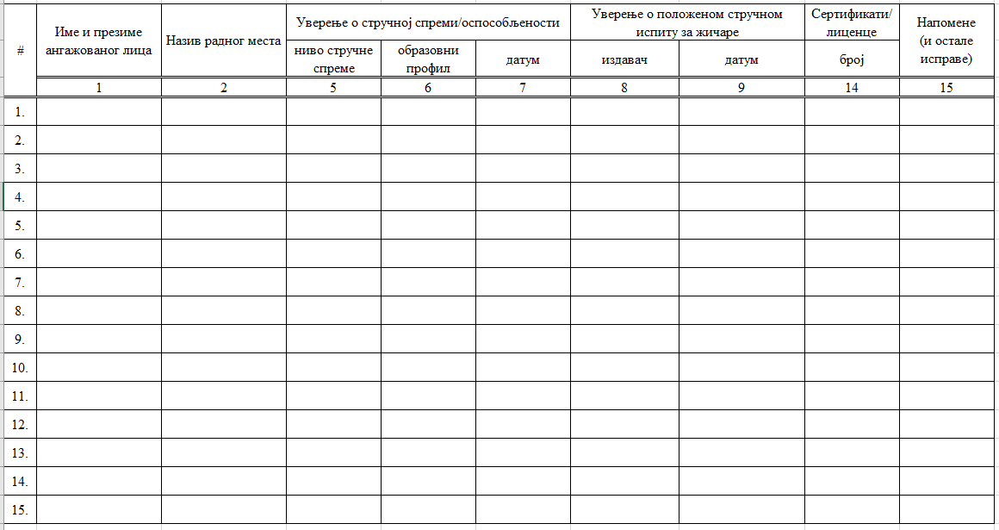 #
Име и презиме
ангажованог лица
Назив радног места
Уверење о стручној спреми/оспособљености
Уверење о положеном стручном
испиту за жичаре
Сертификати/
лиценце
Напомене
(и остале
исправе)
ниво стручне
спреме
образовни
профил
датум
издавач
датум
број
1 2 5 6 7 8 9 14 15
1.
2.
3.
4.
5.
6.
7.
8.
9.
10.
11.
12.
13.
14.
15.